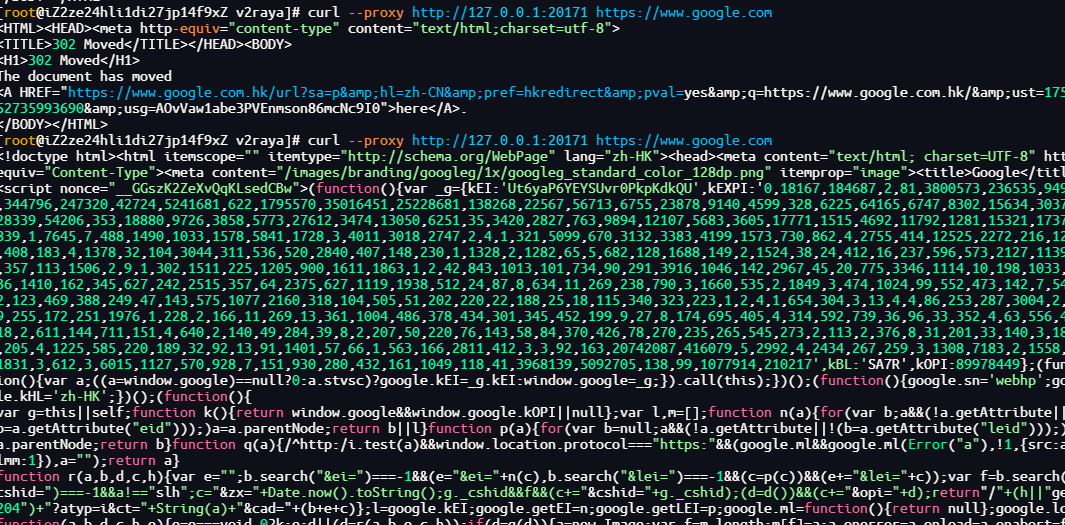 [root@iZ2ze24hli1di27jp14f9xZ v2raya]# curl --proxy http://127.0.0.1:20171 https://www.google.com
<HTML><HEAD><meta http-equiv="content-type" content="text/html;charset=utf-8">
<TITLE>302 Moved</TITLE></HEAD><BODY>
<H1>302 Moved</H1>
The document has moved
<A HREF="https://www.google.com.hk/url?sa=p&amp;hl=zh-CN&amp;pref=hkredirect&amp;pval=yes&amp;q=https://www.google.com.hk/&amp;ust=175
52735993690&amp;usg=AOvVaw1abe3PVEnmson86mcNc9I0">here</A>.
</BODY></HTML>
[root@iZ2ze24hli1di27jp14f9xZ v2raya]# curl --proxy http://127.0.0.1:20171 https://www.google.com
<!doctype html><html itemscope="" itemtype="http://schema.org/WebPage" lang="zh-HK"><head><meta content="text/html; charset=UTF-8" htt
equiv="Content-Type"><meta content="/images/branding/googleg/1x/googleg_standard_color_128dp.png" itemprop="image"><title>Google</tit
<script nonce="__GGszK2ZeXvQqKLsedCBw">(function(){var _g={kEI:'Ut6yaP6YEYSUvr0PkpKdkQU',kEXPI:'0,18167,184687,2,81,3800573,236535,949
,344796,247320,42724,5241681,622,1795570,35016451,25228681,138268,22567,56713,6755,23878,9140,4599,328,6225,64165,6747,8302,15634,3037
28339,54206,353,18880,9726,3858,5773,27612,3474,13050,6251,35,3420,2827,763,9894,12107,5683,3605,17771,1515,4692,11792,1281,15321,1737
839,1,7645,7,488,1490,1033,1578,5841,1728,3,4011,3018,2747,2,4,1,321,5099,670,3132,3383,4199,1573,730,862,4,2755,414,12525,2272,216,12
,408,183,4,1378,32,104,3044,311,536,520,2840,407,148,230,1,1328,2,1282,65,5,682,128,1688,149,2,1524,38,24,412,16,237,596,573,2127,1139
,357,113,1506,2,9,1,302,1511,225,1205,900,1611,1863,1,2,42,843,1013,101,734,90,291,3916,1046,142,2967,45,20,775,3346,1114,10,198,1033,
36,1410,162,345,627,242,2515,357,64,2375,627,1119,1938,512,24,87,8,634,11,269,238,790,3,1660,535,2,1849,3,474,1024,99,552,473,142,7,54
2,123,469,388,249,47,143,575,1077,2160,318,104,505,51,202,220,22,188,25,18,115,340,323,223,1,2,4,1,654,304,3,13,4,4,86,253,287,3004,2,
9,255,172,251,1976,1,228,2,166,11,269,13,361,1004,486,378,434,301,345,452,199,9,27,8,174,695,405,4,314,592,739,36,96,33,352,4,63,556,4
18,2,611,144,711,151,4,640,2,140,49,284,39,8,2,207,50,220,76,143,58,84,370,426,78,270,235,265,545,273,2,113,2,376,8,31,201,33,140,3,18
,205,4,1225,585,220,189,32,92,13,91,1401,57,66,1,563,166,2811,412,3,3,92,163,20742087,416079,5,2992,4,2434,267,259,3,1308,7183,2,1558,
1831,3,612,3,6015,1127,570,928,7,151,930,280,432,161,1049,118,41,3968139,5092705,138,99,1077914,210217',kBL:'SA7R',kOPI:89978449};(fun
ion(){var a;((a=window.google)==null?0:a.stvsc)?google.kEI=_g.kEI:window.google=_g;}).call(this);})();(function(){google.sn='webhp';go
le.kHL='zh-HK';})();(function(){
var g=this||self;function k(){return window.google&&window.google.kOPI||null};var l,m=[];function n(a){for(var b;a&&(!a.getAttribute||
b=a.getAttribute("eid")));)a=a.parentNode;return b||l}function p(a){for(var b=null;a&&(!a.getAttribute||!(b=a.getAttribute("leid")));)
a.parentNode;return b}function q(a){/^http:/i.test(a)&&window.location.protocol==="https:"&&(google.ml&&google.ml(Error("a"),!1,{src:a
lmm:1}),a="");return a}
function r(a,b,d,c,h){var e="";b.search("&ei=")===-1&&(e="&ei="+n(c),b.search("&lei=")===-1&&(c=p(c))&&(e+="&lei="+c));var f=b.search(
cshid=")===-1&&a!=="slh",c="&zx="+Date.now().toString();g._cshid&&f&&(c+="&cshid="+g._cshid);(d=d())&&(c+="&opi="+d);return"/"+(h||"ge
204")+"?atyp=i&ct="+String(a)+"&cad="+(b+e+c)};l=google.kEI;google.getEI=n;google.getLEI=p;google.ml=function(){return null};google.lo